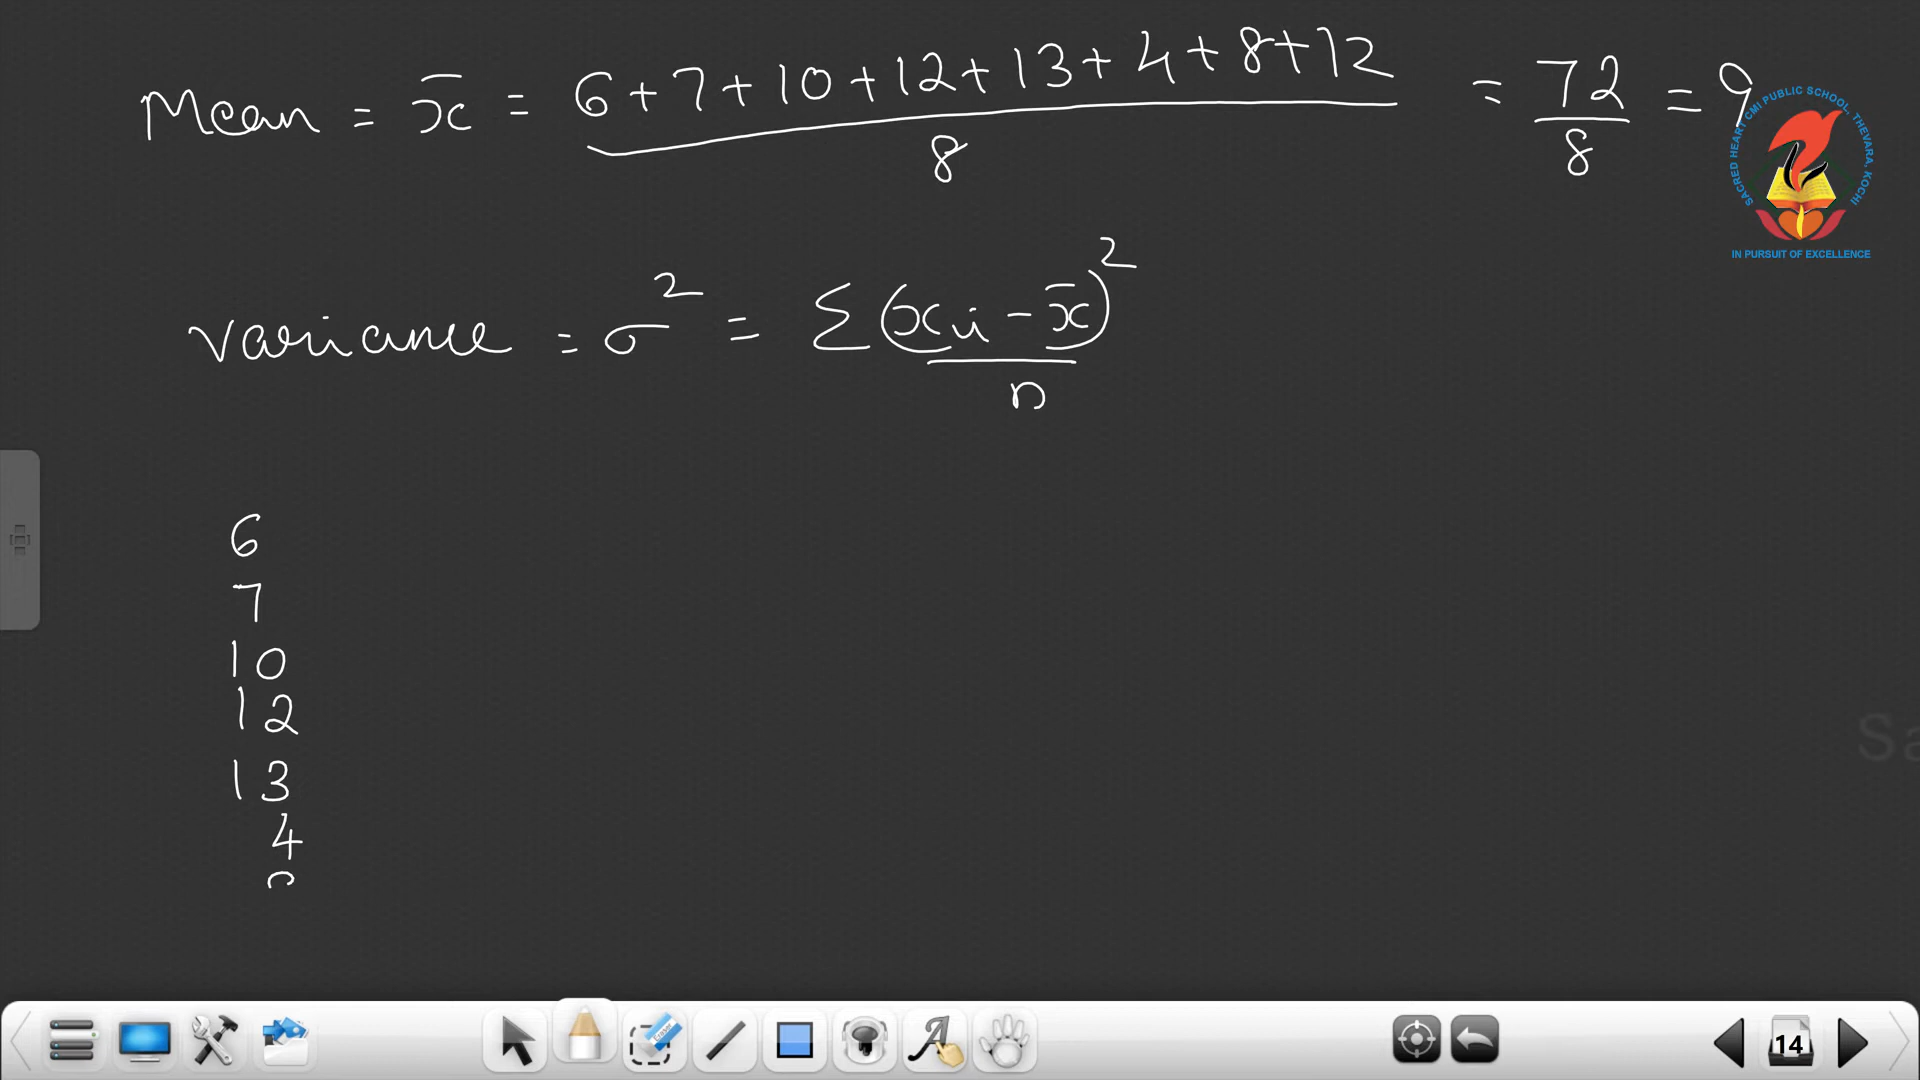 Mean = x̄ = 6+7+10+12+13+4+8+12 / 8 = 72/8 = 9
SACRED HEART CMI PUBLIC SCHOOL, THEVARA, KOCHI
IN PURSUIT OF EXCELLENCE
variance = σ² = Σ(xi - x̄)² / n
6
7
10
12
13
4
Sa
14